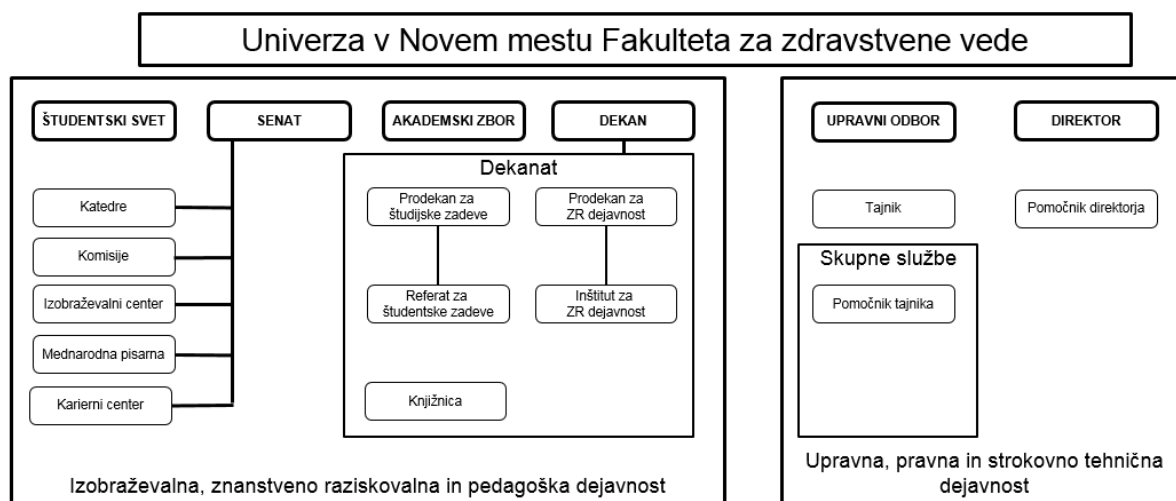 Univerza v Novem mestu Fakulteta za zdravstvene vede
ŠTUDENTSKI SVET
SENAT
AKADEMSKI ZBOR
DEKAN
Katedre
Komisije
Izobraževalni center
Mednarodna pisarna
Karierni center
Dekanat
Prodekan za
študijske zadeve
Prodekan za
ZR dejavnost
Referat za
študentske zadeve
Inštitut za
ZR dejavnost
Knjižnica
Izobraževalna, znanstveno raziskovalna in pedagoška dejavnost
UPRAVNI ODBOR
DIREKTOR
Tajnik
Pomočnik direktorja
Skupne službe
Pomočnik tajnika
Upravna, pravna in strokovno tehnična
dejavnost